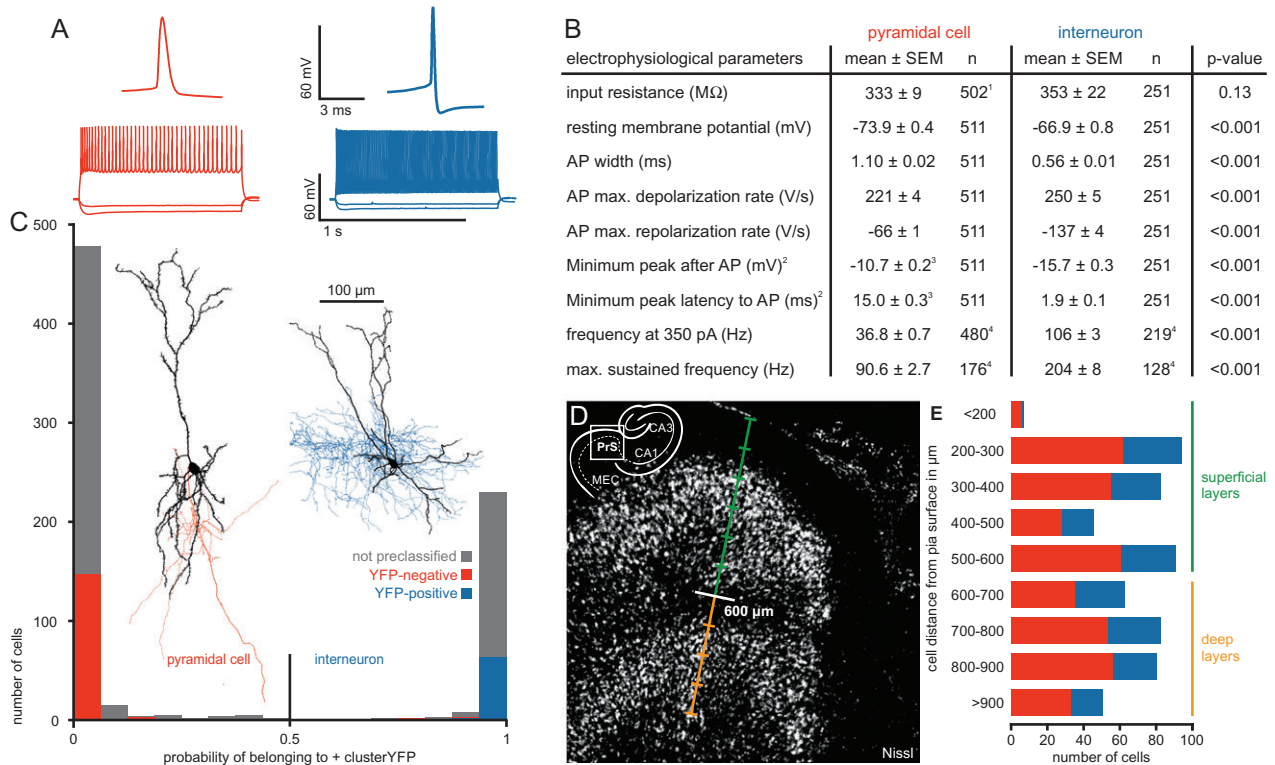 A
60 mV
3 ms
60 mV
1 s
B
pyramidal cell interneuron
electrophysiological parameters mean ± SEM n mean ± SEM n p-value
input resistance (MΩ) 333 ± 9 502¹ 353 ± 22 251 0.13
resting membrane potential (mV) -73.9 ± 0.4 511 -66.9 ± 0.8 251 <0.001
AP width (ms) 1.10 ± 0.02 511 0.56 ± 0.01 251 <0.001
AP max. depolarization rate (V/s) 221 ± 4 511 250 ± 5 251 <0.001
AP max. repolarization rate (V/s) -66 ± 1 511 -137 ± 4 251 <0.001
Minimum peak after AP (mV)² -10.7 ± 0.2³ 511 -15.7 ± 0.3 251 <0.001
Minimum peak latency to AP (ms)² 15.0 ± 0.3³ 511 1.9 ± 0.1 251 <0.001
frequency at 350 pA (Hz) 36.8 ± 0.7 480⁴ 106 ± 3 219⁴ <0.001
max. sustained frequency (Hz) 90.6 ± 2.7 176⁴ 204 ± 8 128⁴ <0.001
C
500
400
300
200
100
0
number of cells
100 µm
not preclassified
YFP-negative
YFP-positive
pyramidal cell interneuron
0 0.5 1
probability of belonging to + clusterYFP
D
CA3
PrS
CA1
MEC
600 µm
Nissl
E
cell distance from pia surface in µm
<200
200-300
300-400
400-500
500-600
600-700
700-800
800-900
>900
superficial
layers
deep
layers
0 20 40 60 80 100
number of cells